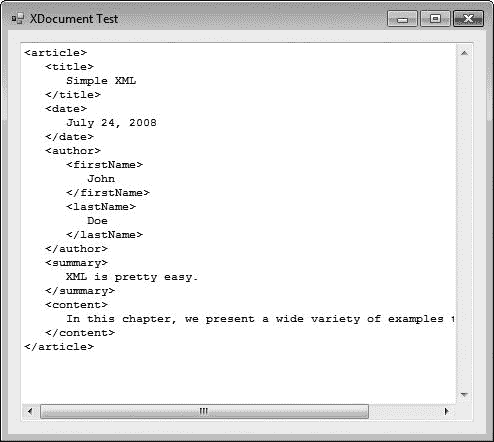 XDocument Test
<article>
   <title>
      Simple XML
   </title>
   <date>
      July 24, 2008
   </date>
   <author>
      <firstName>
         John
      </firstName>
      <lastName>
         Doe
      </lastName>
   </author>
   <summary>
      XML is pretty easy.
   </summary>
   <content>
      In this chapter, we present a wide variety of examples
   </content>
</article>